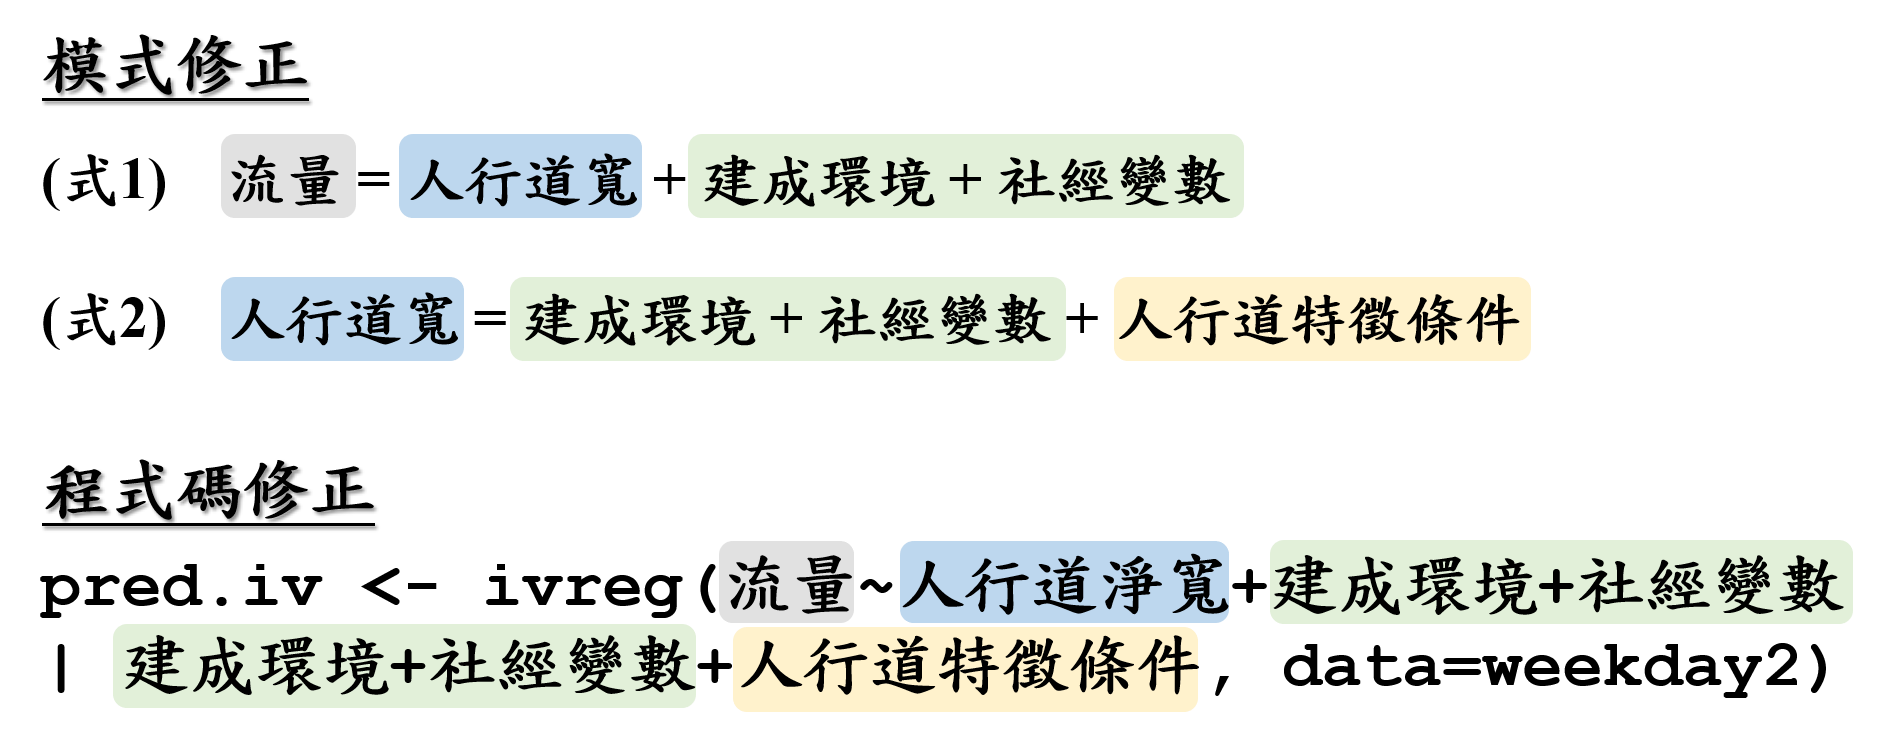 模式修正
(式1) 流量=人行道寬+建成環境+社經變數
(式2) 人行道寬=建成環境+社經變數+人行道特徵條件
程式碼修正
pred.iv <- ivreg(流量~人行道淨寬+建成環境+社經變數
| 建成環境+社經變數+人行道特徵條件, data=weekday2)